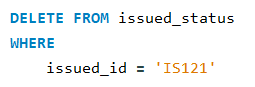 DELETE FROM issued_status
WHERE
    issued_id = 'IS121'